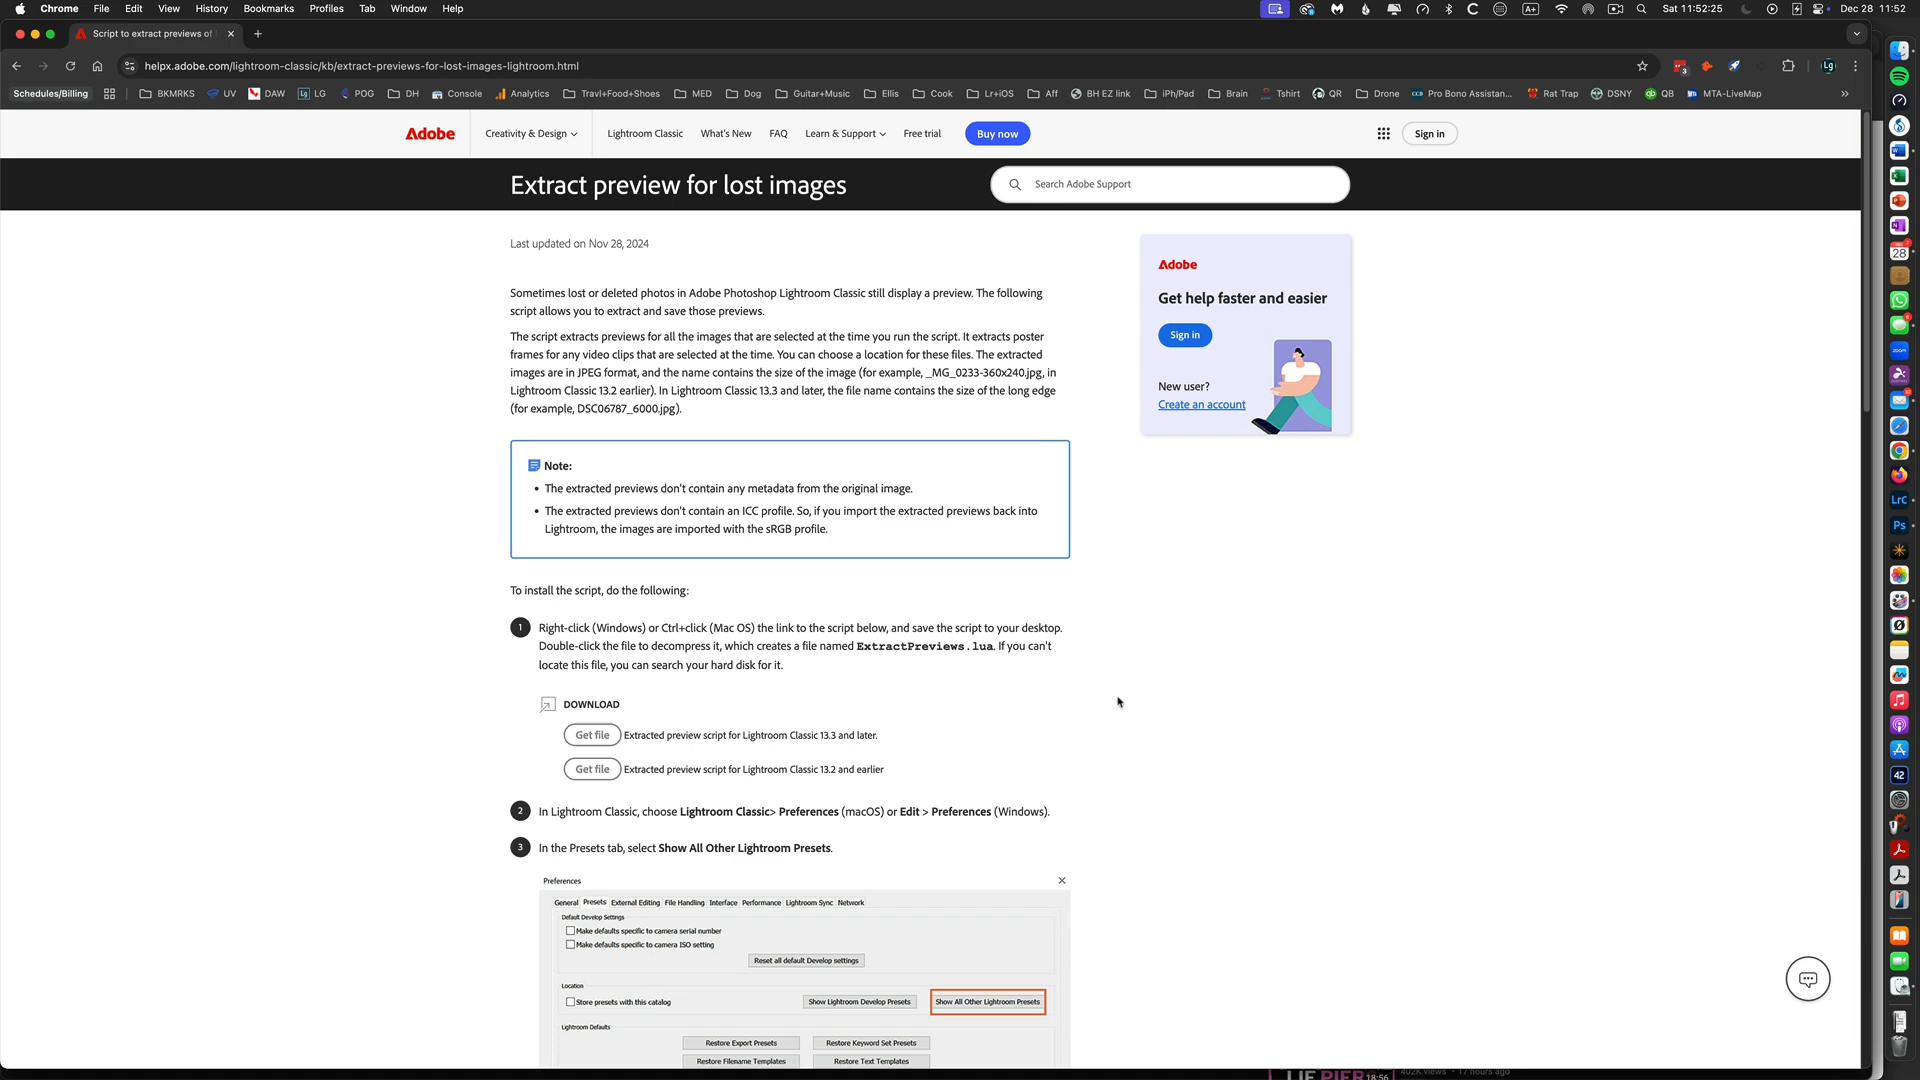 Chrome File Edit View History Bookmarks Profiles Tab Window Help Sat 11:52:25 Dec 28 11:52
Script to extract previews of
helpx.adobe.com/lightroom-classic/kb/extract-previews-for-lost-images-lightroom.html
Schedules/Billing BKMRKS UV DAW LG POG DH Console Analytics Travl+Food+Shoes MED Dog Guitar+Music Ellis Cook Lr+iOS Aff BH EZ link iPh/Pad Brain Tshirt QR Drone Pro Bono Assistan... Rat Trap DSNY QB MTA-LiveMap
Adobe Creativity & Design Lightroom Classic What's New FAQ Learn & Support Free trial Buy now Sign in
Extract preview for lost images
Search Adobe Support
Last updated on Nov 28, 2024
Sometimes lost or deleted photos in Adobe Photoshop Lightroom Classic still display a preview. The following
script allows you to extract and save those previews.
The script extracts previews for all the images that are selected at the time you run the script. It extracts poster
frames for any video clips that are selected at the time. You can choose a location for these files. The extracted
images are in JPEG format, and the name contains the size of the image (for example, _MG_0233-360x240.jpg, in
Lightroom Classic 13.2 earlier). In Lightroom Classic 13.3 and later, the file name contains the size of the long edge
(for example, DSC06787_6000.jpg).
Adobe
Get help faster and easier
Sign in
New user?
Create an account
Note:
• The extracted previews don't contain any metadata from the original image.
• The extracted previews don't contain an ICC profile. So, if you import the extracted previews back into
Lightroom, the images are imported with the sRGB profile.
To install the script, do the following:
1 Right-click (Windows) or Ctrl+click (Mac OS) the link to the script below, and save the script to your desktop.
Double-click the file to decompress it, which creates a file named ExtractPreviews.lua. If you can't
locate this file, you can search your hard disk for it.
DOWNLOAD
Get file Extracted preview script for Lightroom Classic 13.3 and later.
Get file Extracted preview script for Lightroom Classic 13.2 and earlier
2 In Lightroom Classic, choose Lightroom Classic> Preferences (macOS) or Edit > Preferences (Windows).
3 In the Presets tab, select Show All Other Lightroom Presets.
Preferences
General Presets External Editing File Handling Interface Performance Lightroom Sync Network
Default Develop Settings
Make defaults specific to camera serial number
Make defaults specific to camera ISO setting
Reset all default Develop settings
Location
Store presets with this catalog Show Lightroom Develop Presets Show All Other Lightroom Presets
Lightroom Defaults
Restore Export Presets Restore Keyword Set Presets
Restore Filename Templates Restore Text Templates
18:56 402K views • 17 hours ago